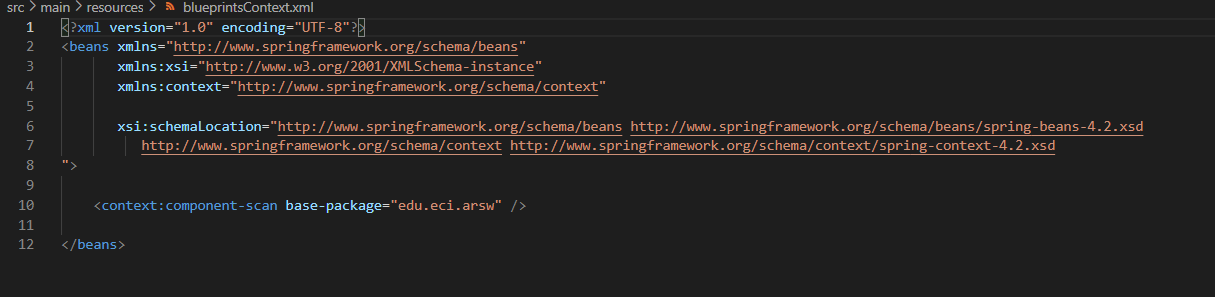 src > main > resources > blueprintsContext.xml
1 <?xml version="1.0" encoding="UTF-8"?>
2 <beans xmlns="http://www.springframework.org/schema/beans"
3 xmlns:xsi="http://www.w3.org/2001/XMLSchema-instance"
4 xmlns:context="http://www.springframework.org/schema/context"
5
6 xsi:schemaLocation="http://www.springframework.org/schema/beans http://www.springframework.org/schema/beans/spring-beans-4.2.xsd
7 http://www.springframework.org/schema/context http://www.springframework.org/schema/context/spring-context-4.2.xsd
8 ">
9
10 <context:component-scan base-package="edu.eci.arsw" />
11
12 </beans>